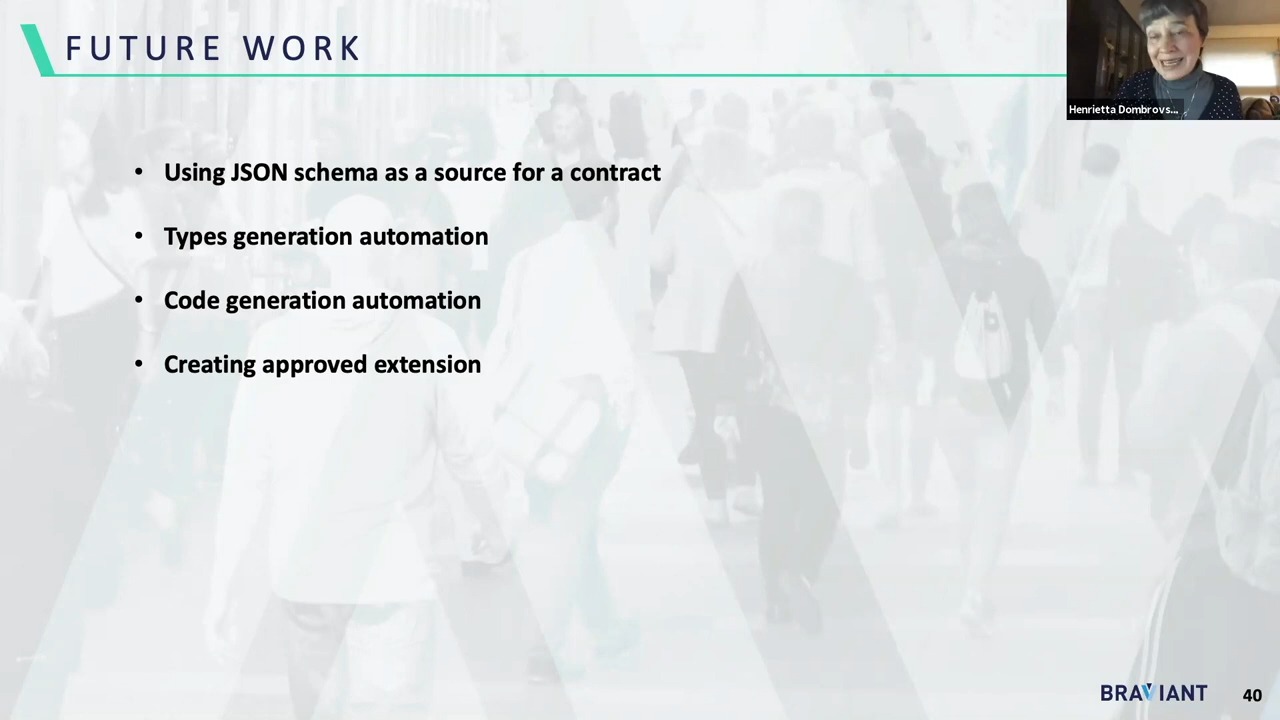 FUTURE WORK
Henrietta Dombrovs...
• Using JSON schema as a source for a contract
• Types generation automation
• Code generation automation
• Creating approved extension
BRAVIANT
40